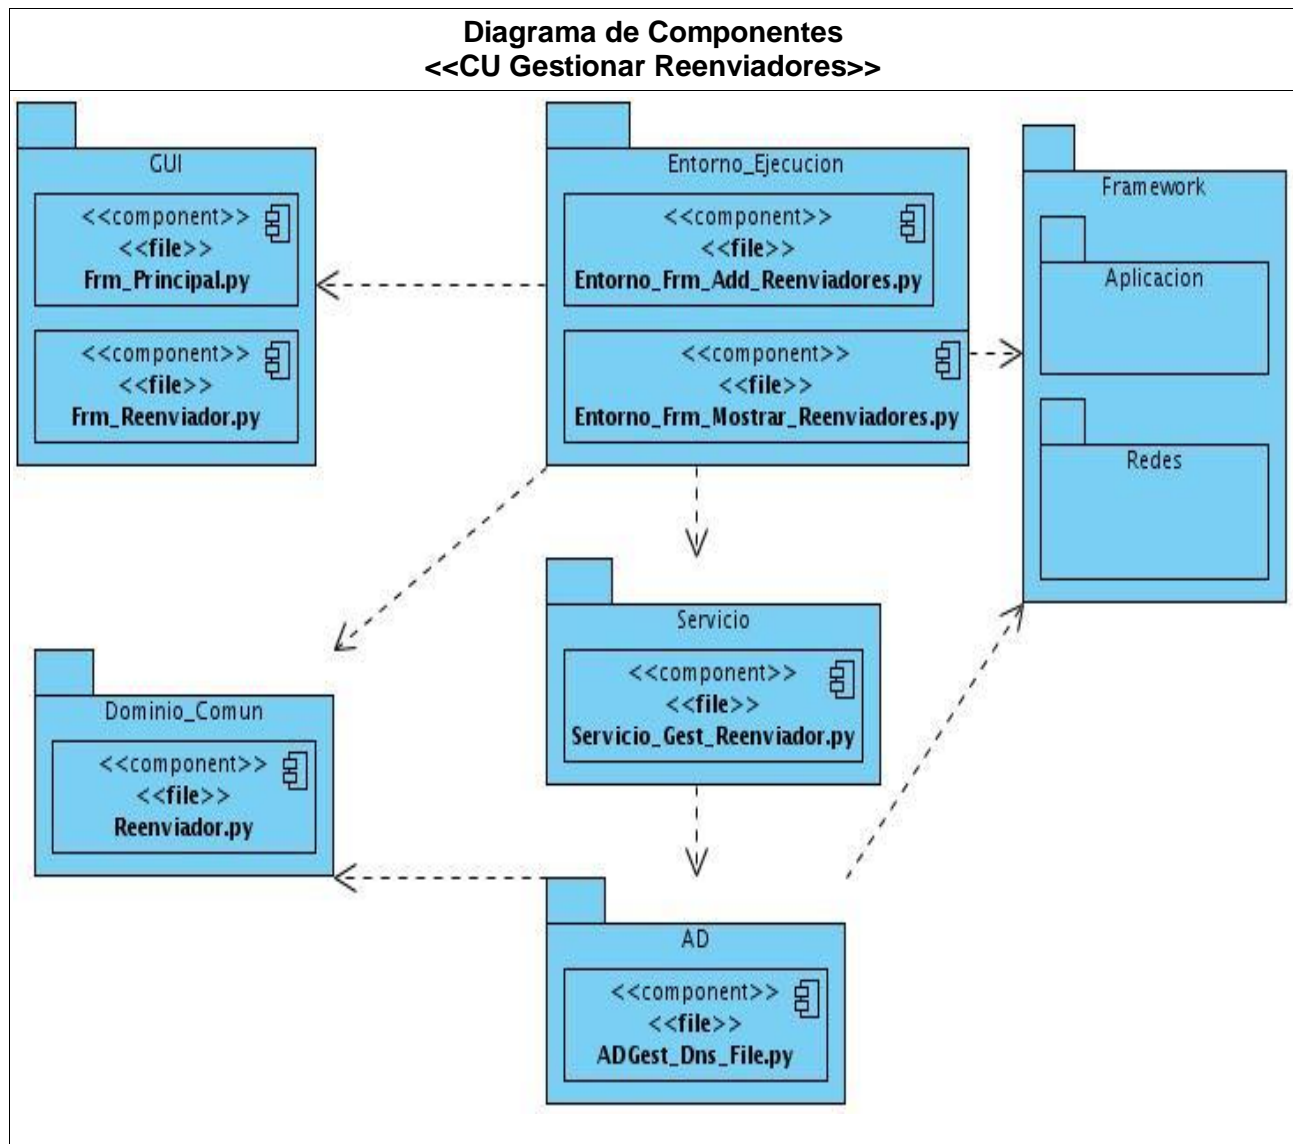 Diagrama de Componentes
<<CU Gestionar Reenviadores>>
GUI
<<component>>
<<file>>
Frm_Principal.py
<<component>>
<<file>>
Frm_Reenviador.py
Entorno_Ejecucion
<<component>>
<<file>>
Entorno_Frm_Add_Reenviadores.py
<<component>>
<<file>>
Entorno_Frm_Mostrar_Reenviadores.py
Framework
Aplicacion
Redes
Servicio
<<component>>
<<file>>
Servicio_Gest_Reenviador.py
Dominio_Comun
<<component>>
<<file>>
Reenviador.py
AD
<<component>>
<<file>>
ADGest_Dns_File.py